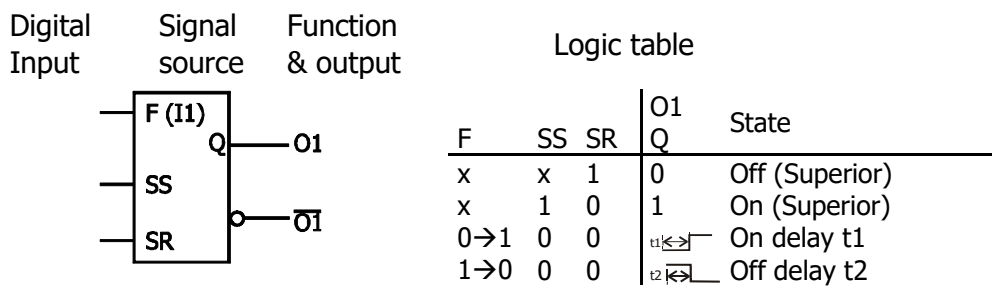 Digital Signal Function
Input source & output
Logic table
F (I1)
Q O1
SS
O1
SR
O1
F SS SR Q State
x x 1 0 Off (Superior)
x 1 0 1 On (Superior)
0→1 0 0 t1 On delay t1
1→0 0 0 t2 Off delay t2